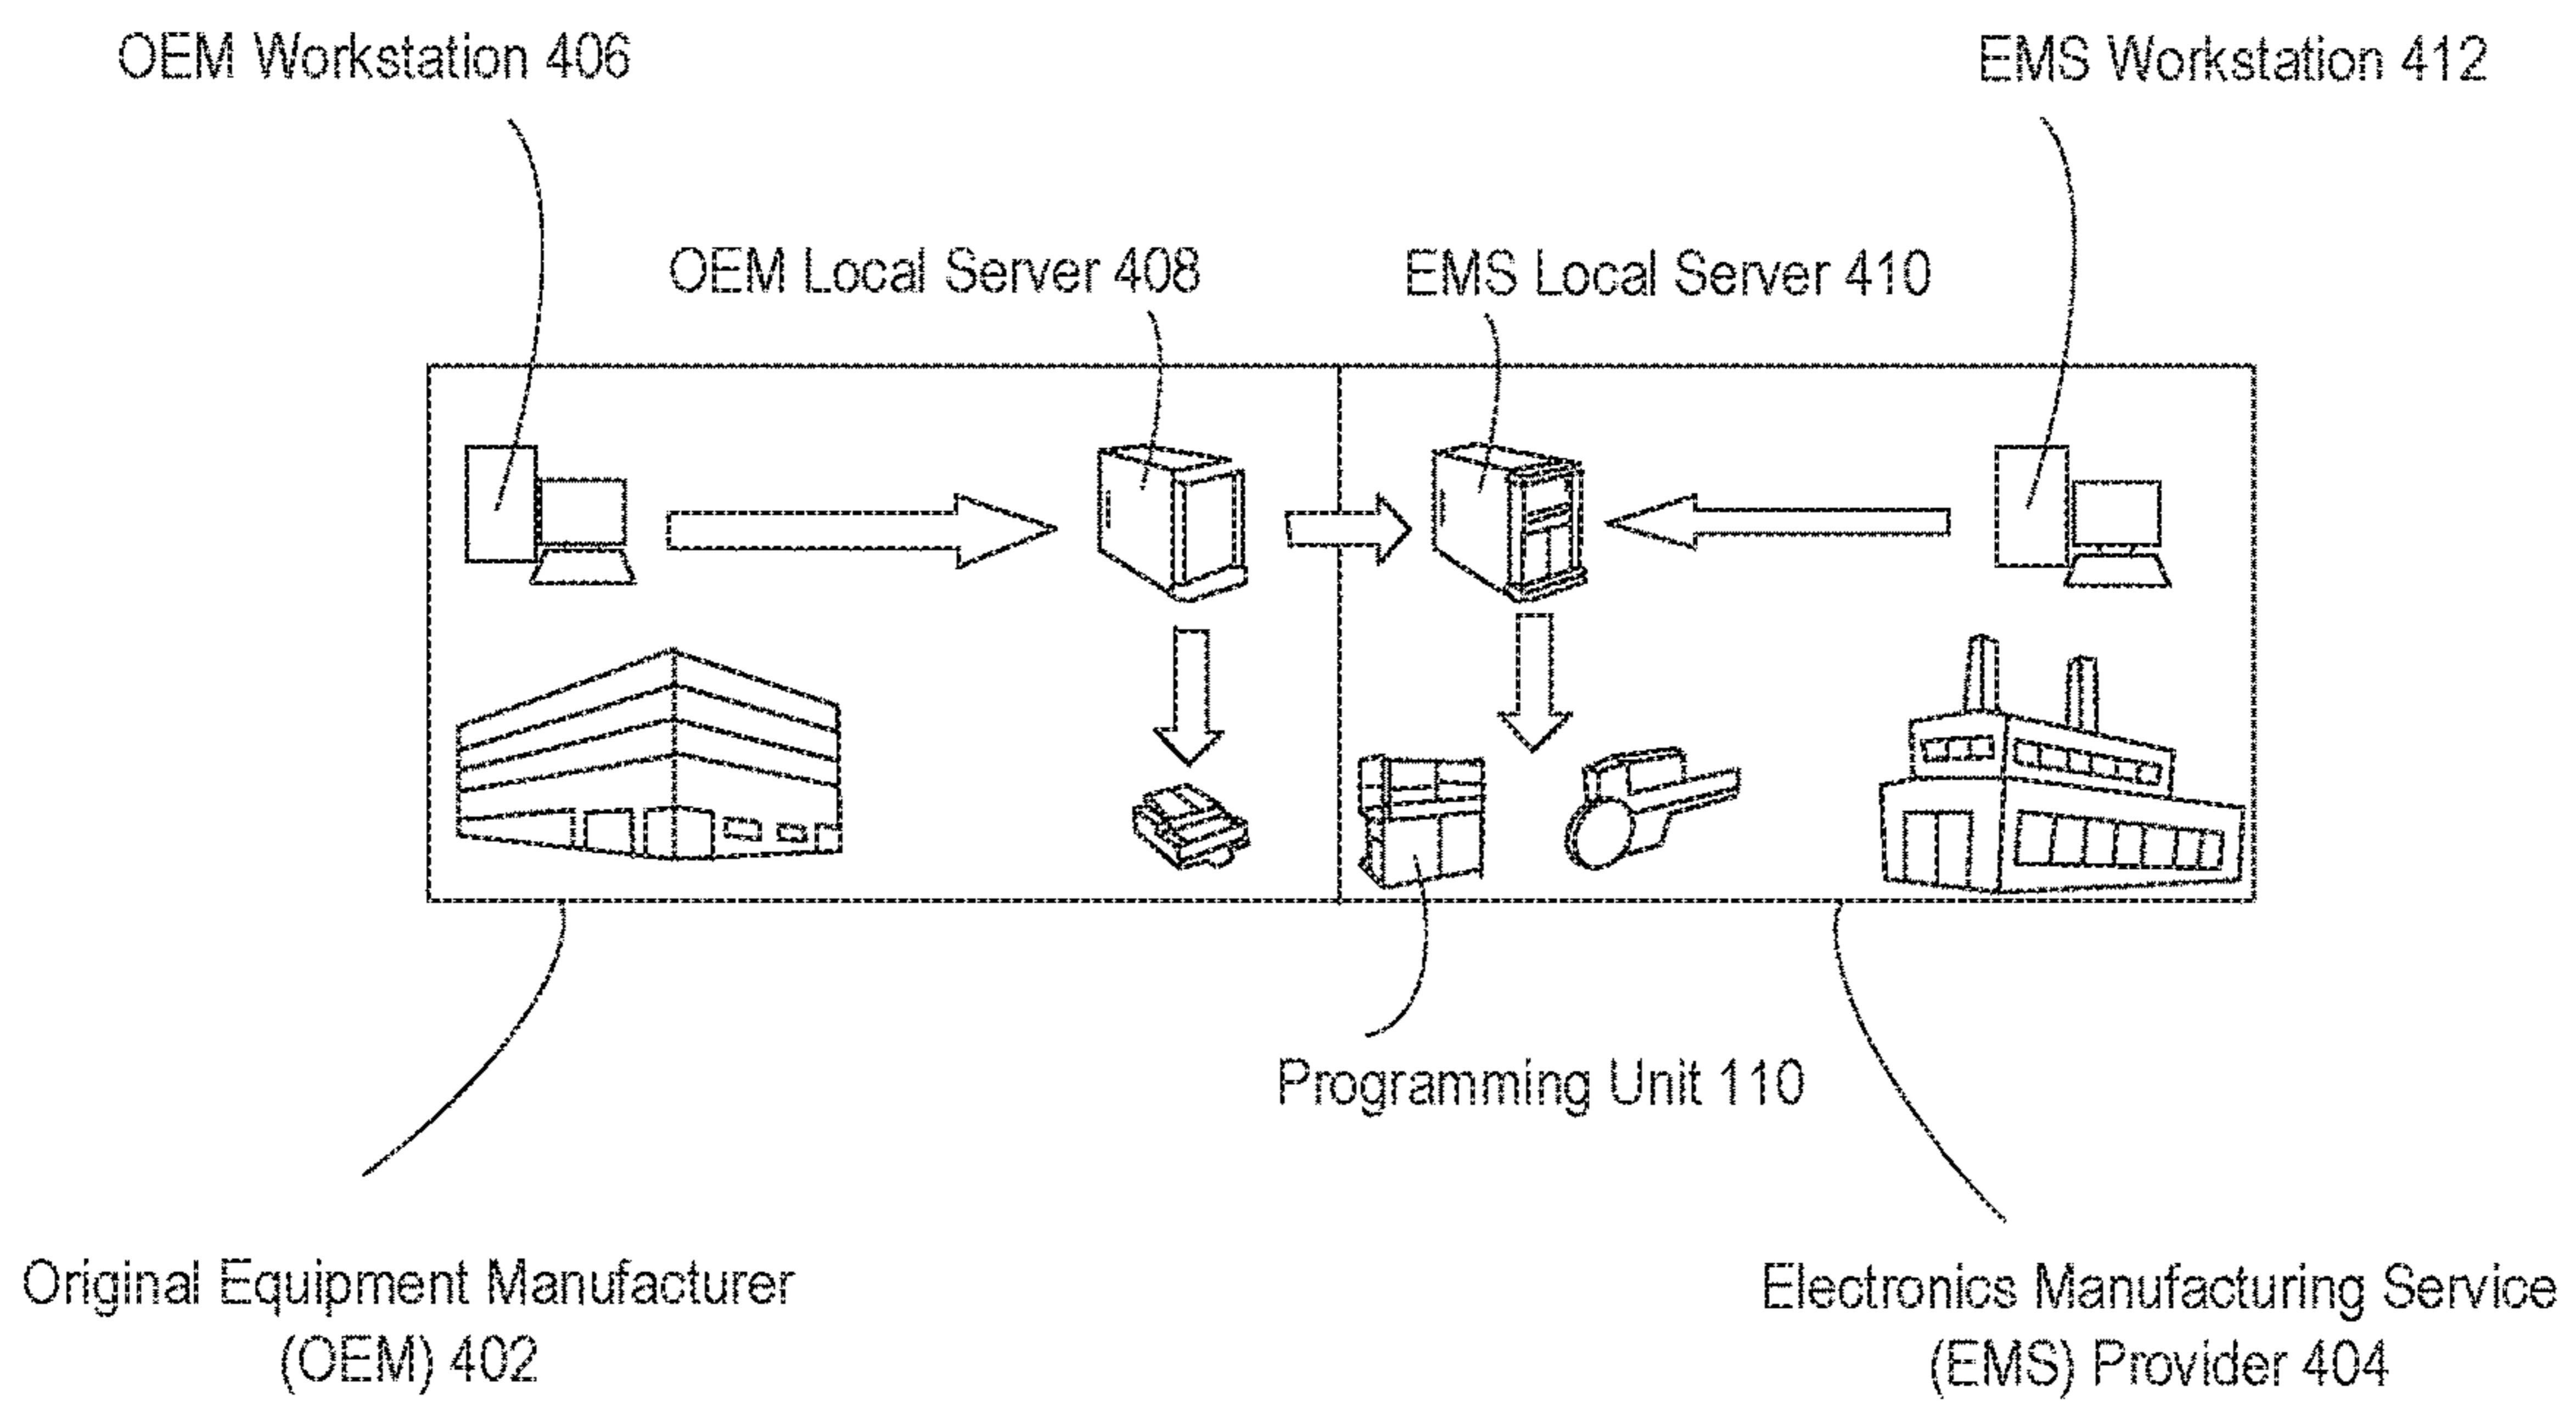 OEM Workstation 406
EMS Workstation 412
OEM Local Server 408
EMS Local Server 410
Programming Unit 110
Original Equipment Manufacturer
(OEM) 402
Electronics Manufacturing Service
(EMS) Provider 404